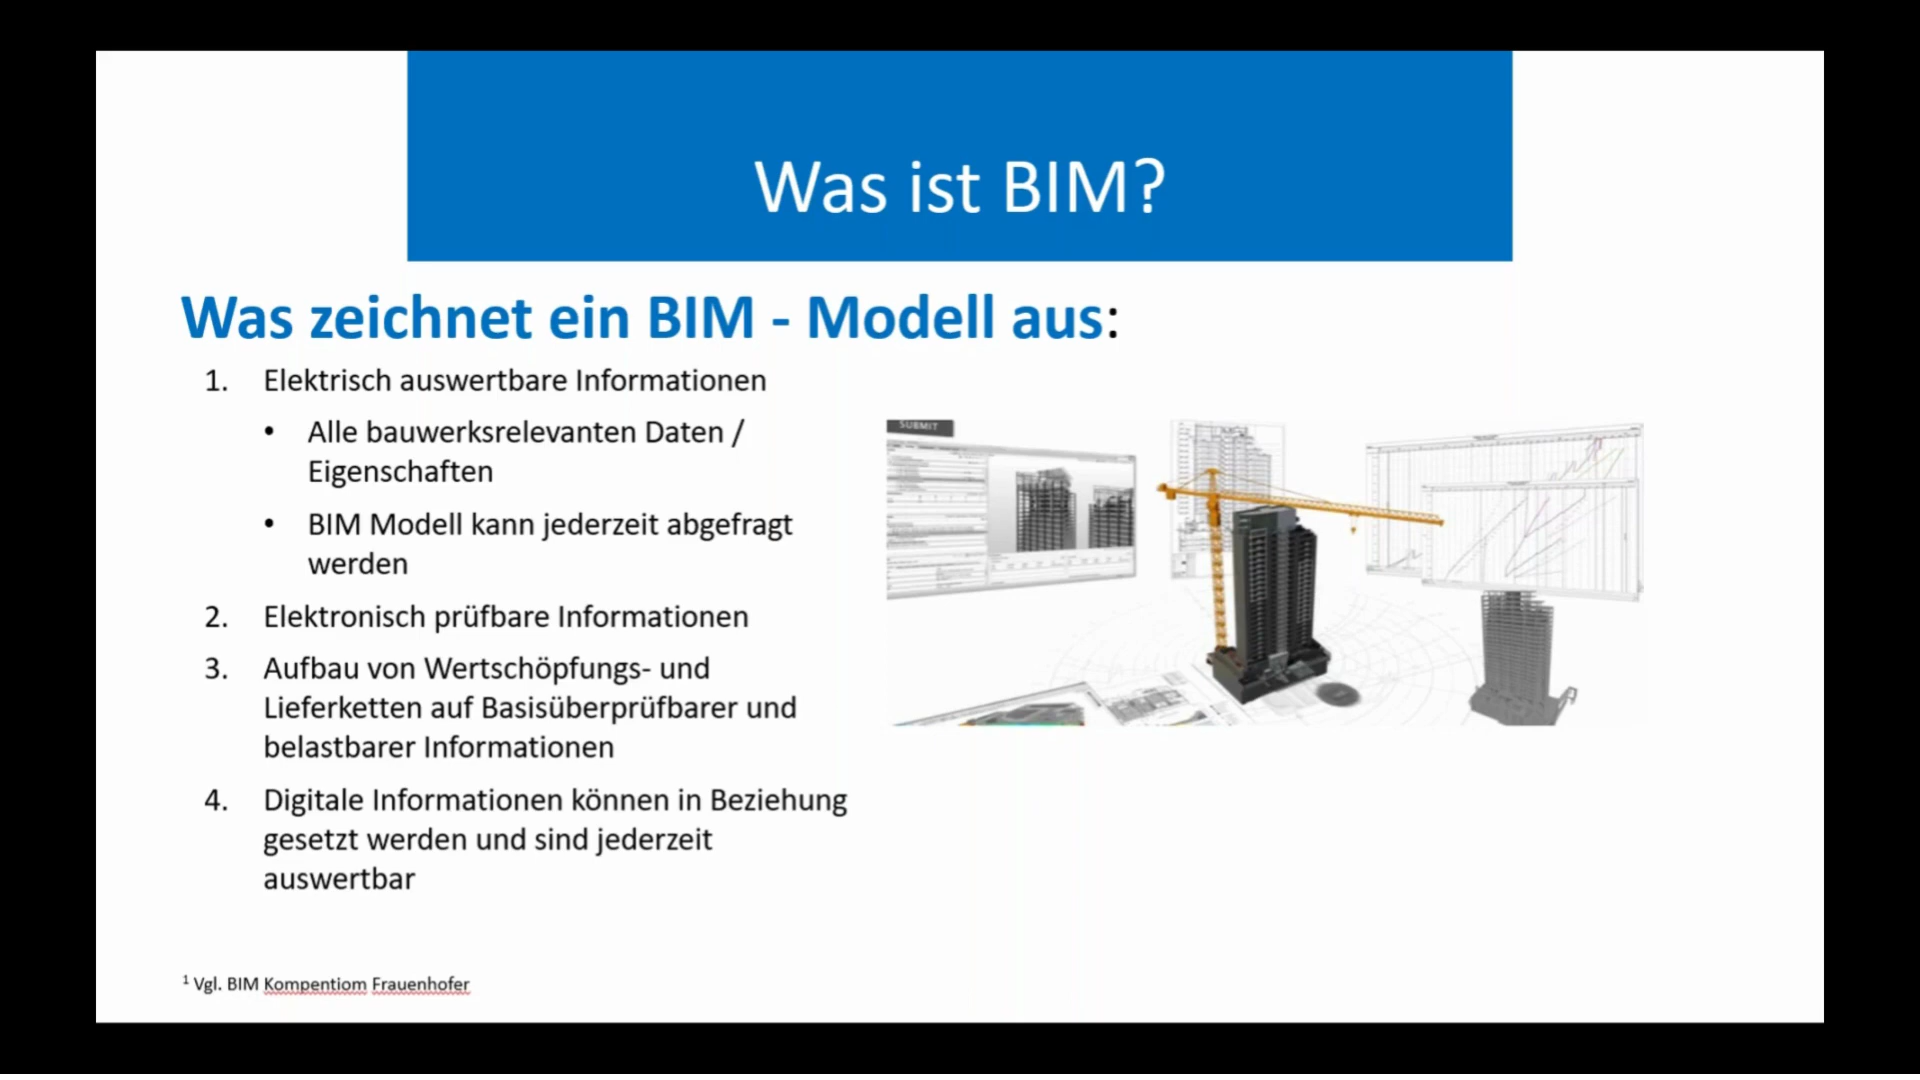 Was ist BIM?
Was zeichnet ein BIM - Modell aus:
1. Elektrisch auswertbare Informationen
• Alle bauwerksrelevanten Daten /
Eigenschaften
• BIM Modell kann jederzeit abgefragt
werden
2. Elektronisch prüfbare Informationen
3. Aufbau von Wertschöpfungs- und
Lieferketten auf Basisüberprüfbarer und
belastbarer Informationen
4. Digitale Informationen können in Beziehung
gesetzt werden und sind jederzeit
auswertbar
SUBMIT
1 Vgl. BIM Kompentiom Frauenhofer